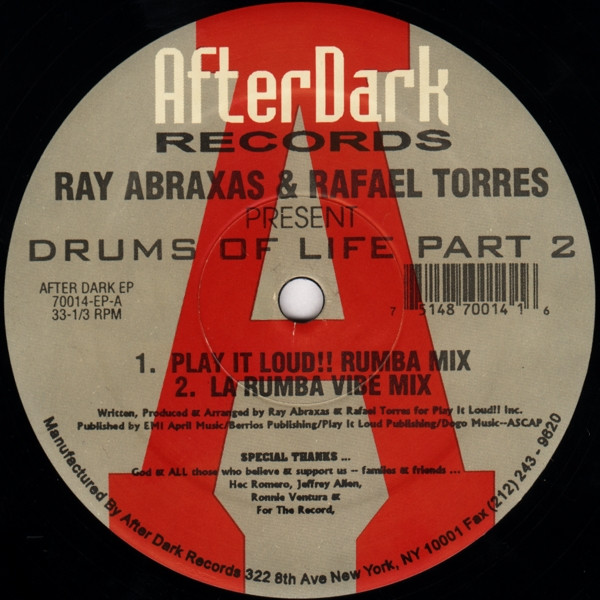 AfterDark
RECORDS
RAY ABRAXAS & RAFAEL TORRES
PRESENT
DRUMS OF LIFE PART 2
AFTER DARK EP
70014-EP-A
33-1/3 RPM
7 51487 70014 1 6
1. PLAY IT LOUD!! RUMBA MIX
2. LA RUMBA VIBE MIX
Written, Produced & Arranged by Ray Abraxas & Rafael Torres for Play It Loud!! Inc.
Published by EMI April Music/Berrios Publishing/Play It Loud Publishing/Dego Music--ASCAP
SPECIAL THANKS ...
God & ALL those who believe & support us -- families & friends ...
Hec Romero, Jeffrey Allen,
Ronnie Ventura &
For The Record,
Manufactured By After Dark Records 322 8th Ave New York, NY 10001 Fax (212) 243 - 9620